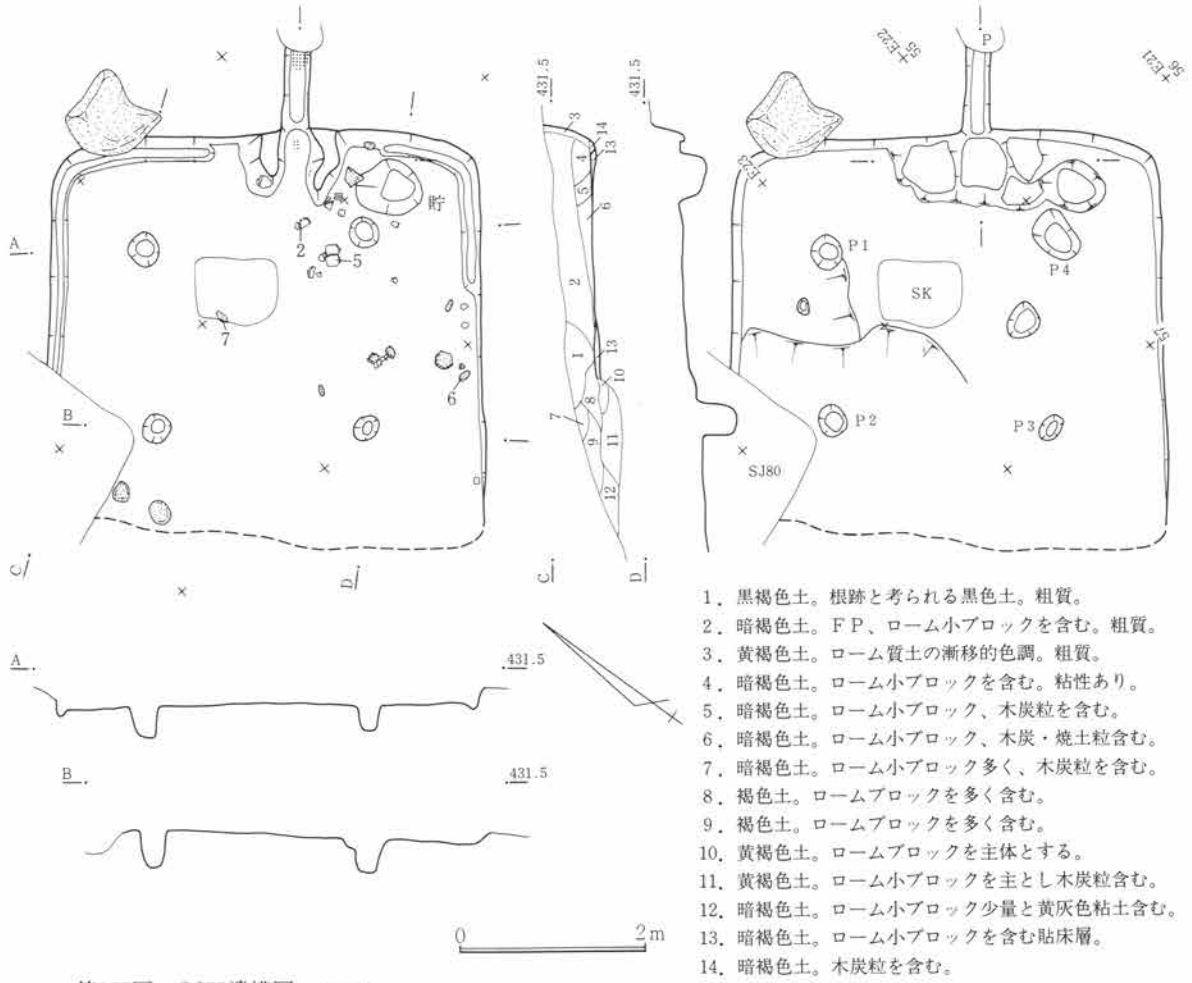 P
E22
55
E21
56
431.5
431.5
3
14
13
4
5
6
2
1
13
10
8
7
9
11
12
貯
2
5
7
6
A
B
C
D
C
D
E23
57
P1
P4
SK
P2
P3
SJ80
1．黒褐色土。根跡と考られる黒色土。粗質。
2．暗褐色土。ＦＰ、ローム小ブロックを含む。粗質。
3．黄褐色土。ローム質土の漸移的色調。粗質。
4．暗褐色土。ローム小ブロックを含む。粘性あり。
5．暗褐色土。ローム小ブロック、木炭粒を含む。
6．暗褐色土。ローム小ブロック、木炭・焼土粒含む。
7．暗褐色土。ローム小ブロック多く、木炭粒を含む。
8．褐色土。ロームブロックを多く含む。
9．褐色土。ロームブロックを多く含む。
10．黄褐色土。ロームブロックを主体とする。
11．黄褐色土。ローム小ブロックを主とし木炭粒含む。
12．暗褐色土。ローム小ブロック少量と黄灰色粘土含む。
13．暗褐色土。ローム小ブロックを含む貼床層。
14．暗褐色土。木炭粒を含む。
A
431.5
B
431.5
0 2m